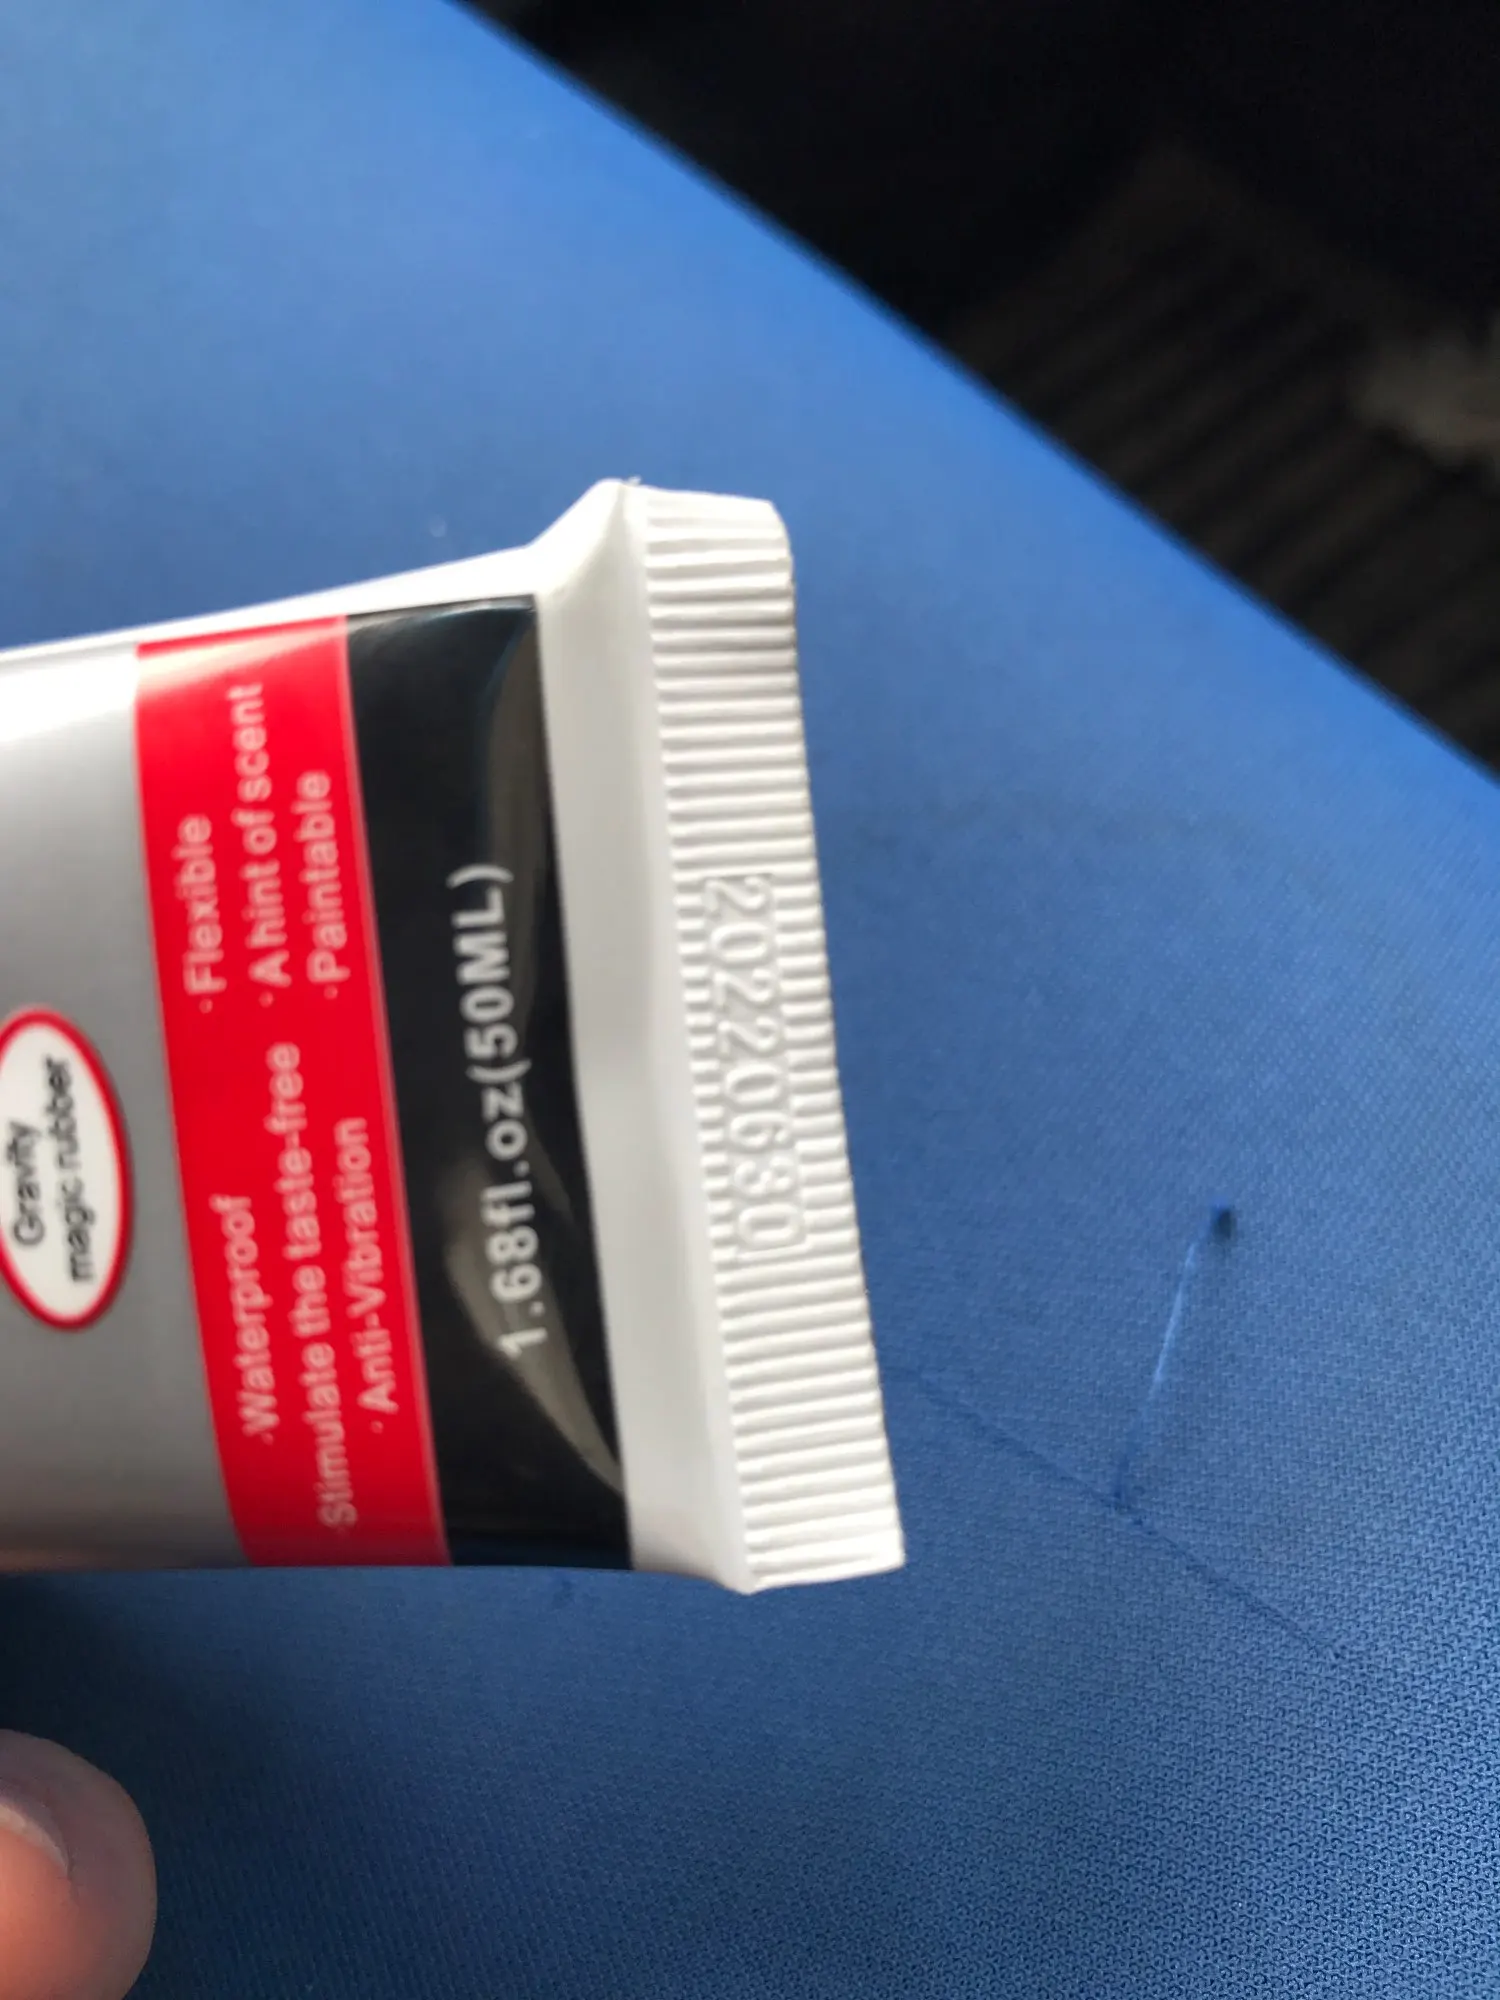 Gravity
magic rubber
·Waterproof
·Flexible
·Stimulate the taste-free
·A hint of scent
·Anti-Vibration
·Paintable
1.68fl.oz(50ML)
20220630